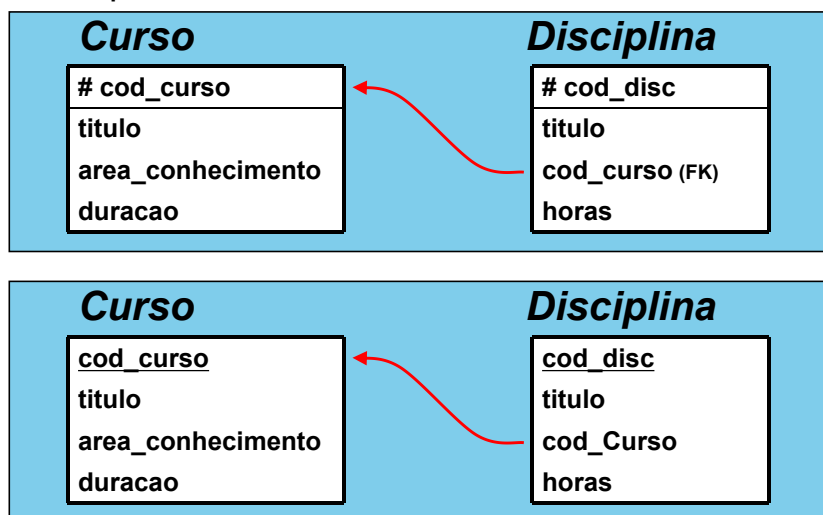 Curso
# cod_curso
titulo
area_conhecimento
duracao
Disciplina
# cod_disc
titulo
cod_curso (FK)
horas
Curso
cod_curso
titulo
area_conhecimento
duracao
Disciplina
cod_disc
titulo
cod_Curso
horas